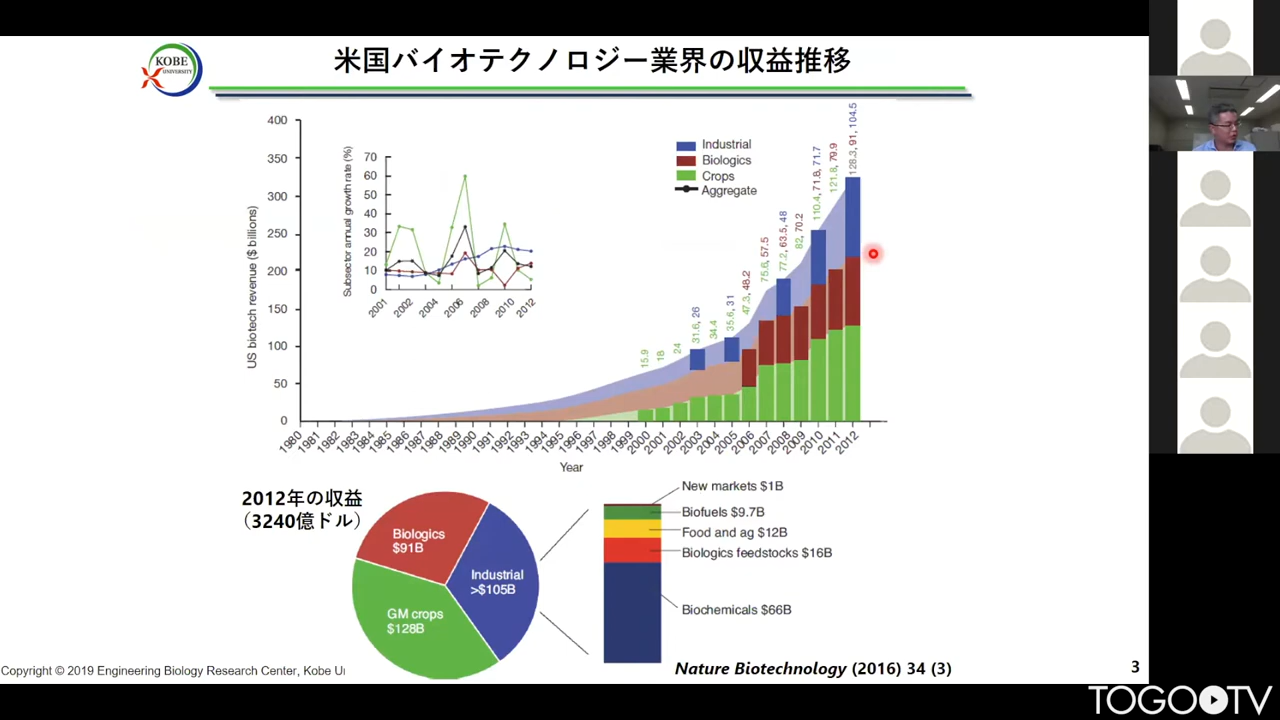 KOBE
UNIVERSITY
米国バイオテクノロジー業界の収益推移
US biotech revenue ($ billions)
400
350
300
250
200
150
100
50
0
Subsector annual growth rate (%)
70
60
50
40
30
20
10
0
2001
2002
2004
2006
2008
2010
2012
Industrial
Biologics
Crops
Aggregate
15.9
18
24
31.6, 26
34.4
35.6, 31
47.3, 48.2
75.6, 57.5
77.2, 63.5, 48
82, 70.2
110.4, 71.8, 71.7
121.8, 79.9
128.3, 91, 104.5
1980 1981 1982 1983 1984 1985 1986 1987 1988 1989 1990 1991 1992 1993 1994 1995 1996 1997 1998 1999 2000 2001 2002 2003 2004 2005 2006 2007 2008 2009 2010 2011 2012
Year
2012年の収益
（3240億ドル）
Biologics
$91B
Industrial
>$105B
GM crops
$128B
New markets $1B
Biofuels $9.7B
Food and ag $12B
Biologics feedstocks $16B
Biochemicals $66B
Copyright © 2019 Engineering Biology Research Center, Kobe
Nature Biotechnology (2016) 34 (3)
3
TOGOTV